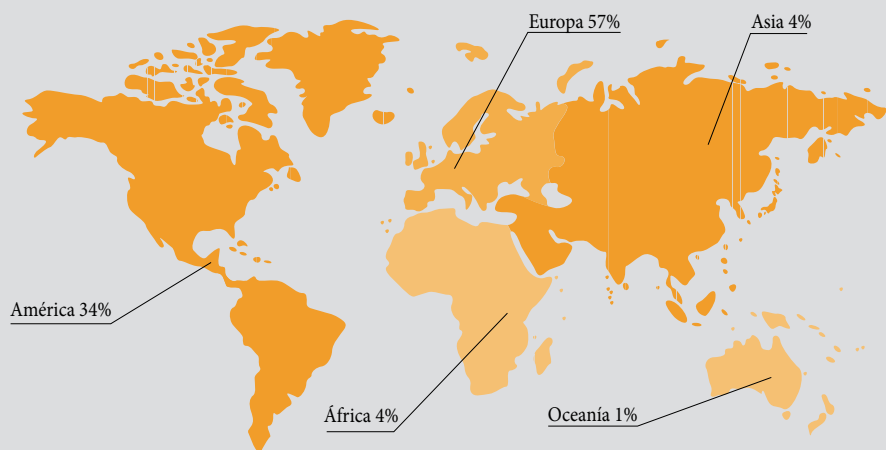 Europa 57%
Asia 4%
América 34%
África 4%
Oceanía 1%